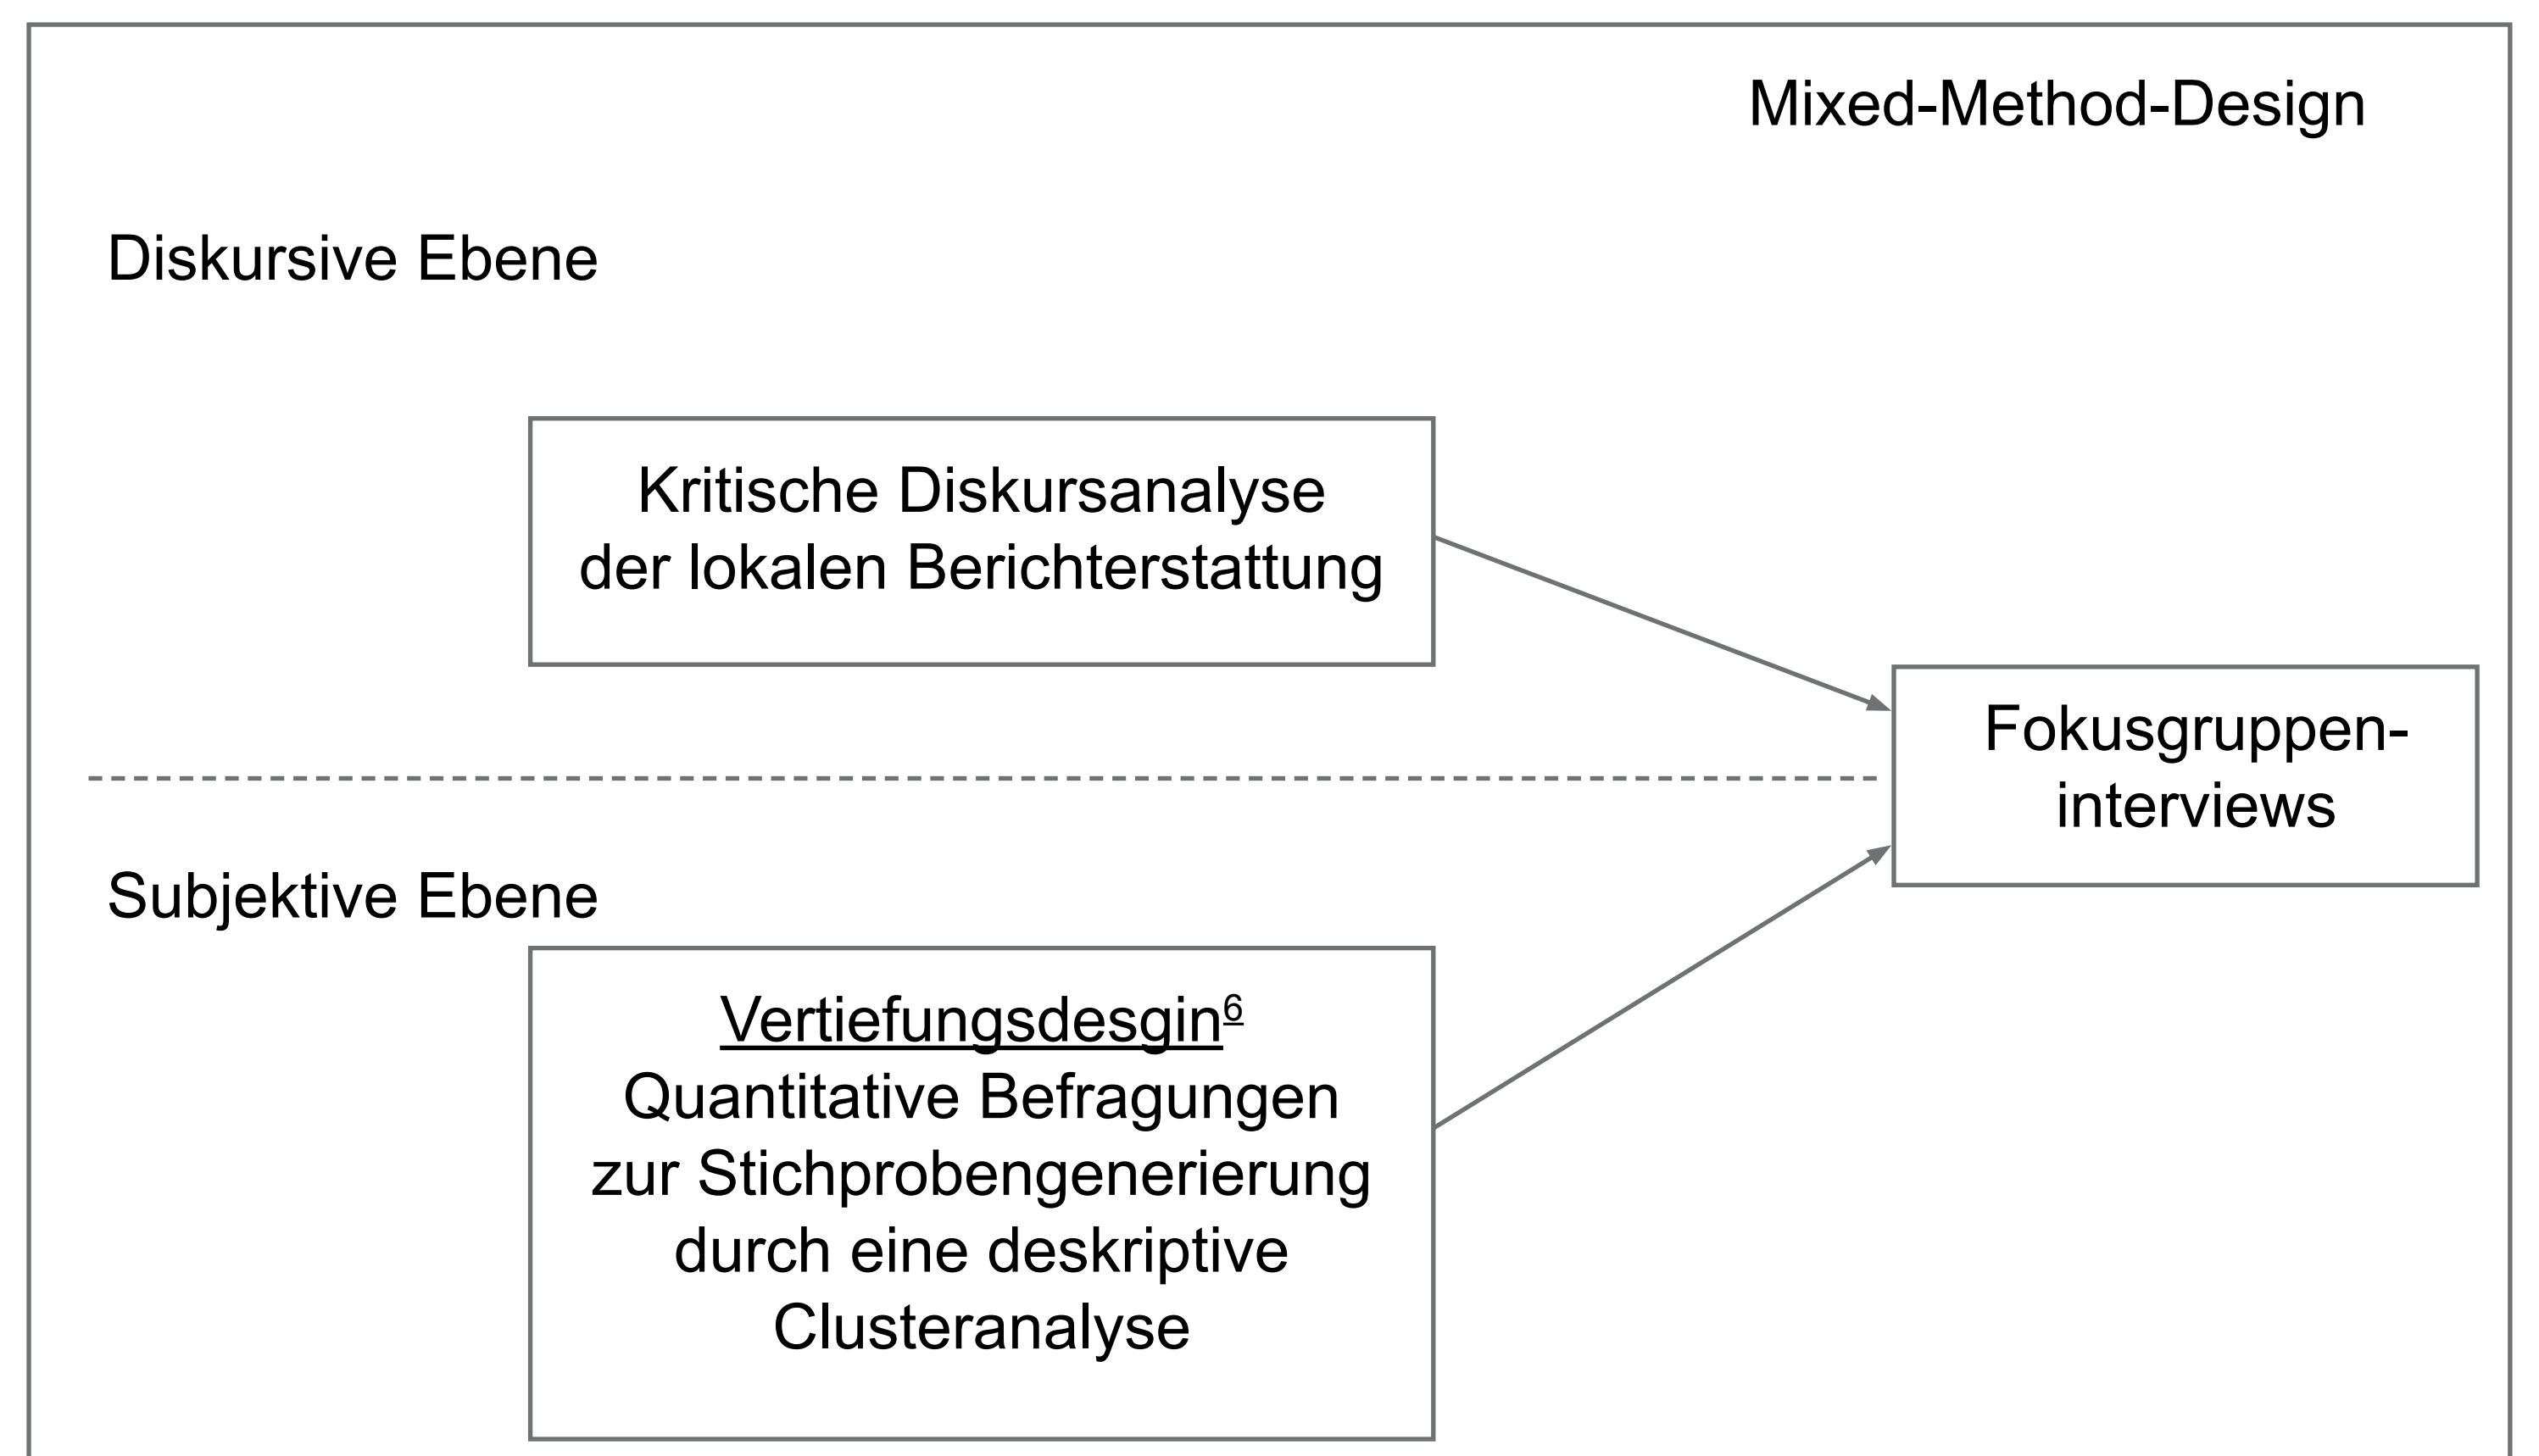 Mixed-Method-Design
Diskursive Ebene
Kritische Diskursanalyse
der lokalen Berichterstattung
Fokusgruppen-
interviews
Subjektive Ebene
Vertiefungsdesgin⁶
Quantitative Befragungen
zur Stichprobengenerierung
durch eine deskriptive
Clusteranalyse